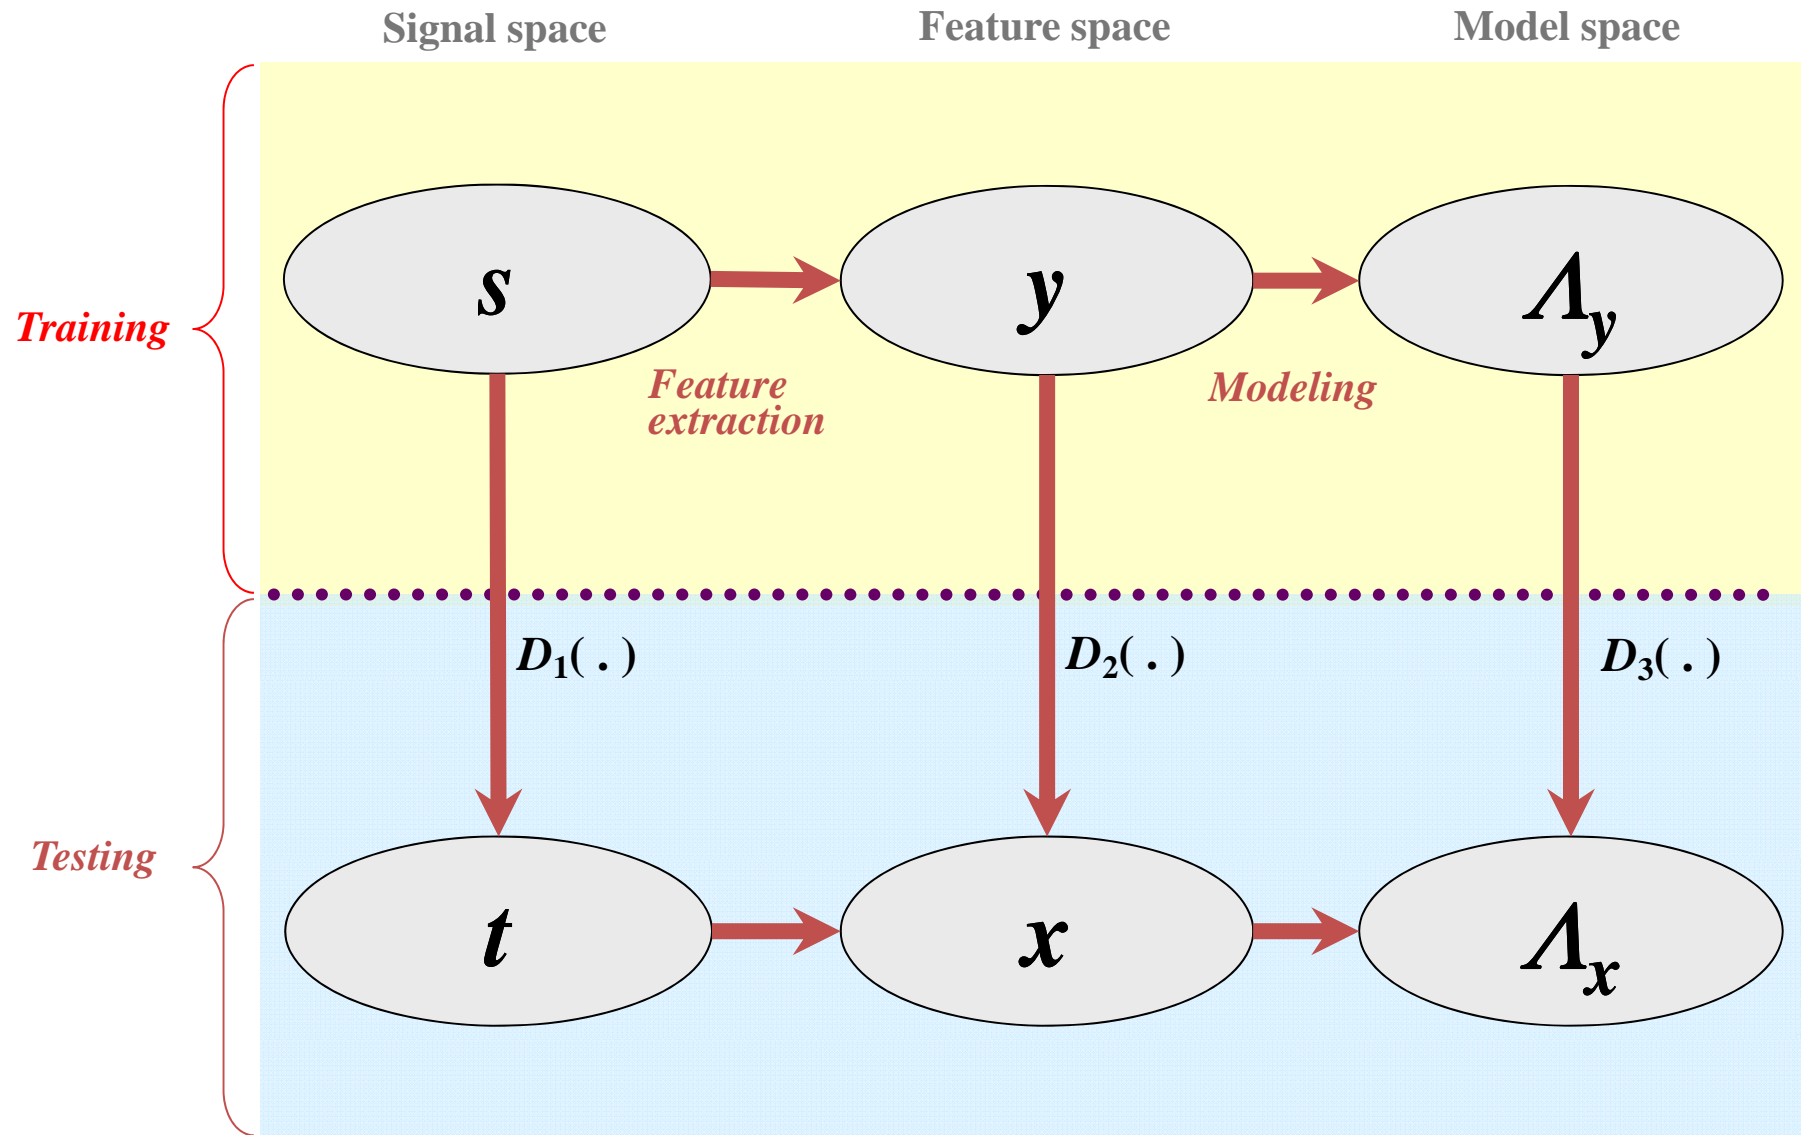 Signal space
Feature space
Model space
Training
s
y
Λy
Feature
extraction
Modeling
D1( . )
D2( . )
D3( . )
Testing
t
x
Λx